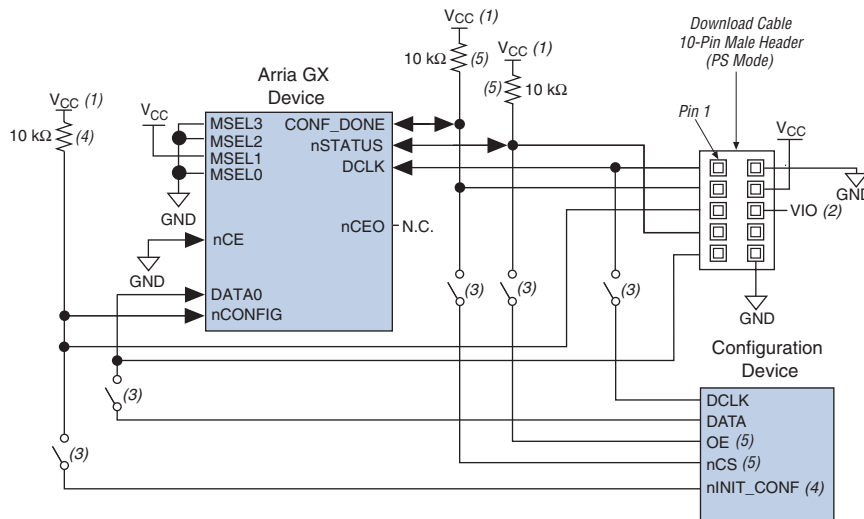 Download Cable
10-Pin Male Header
(PS Mode)
VCC (1)
VCC (1)
10 kΩ
(5)
(5)
10 kΩ
Arria GX
Device
Pin 1
VCC
VCC (1)
VCC
10 kΩ
(4)
MSEL3
MSEL2
MSEL1
MSEL0
CONF_DONE
nSTATUS
DCLK
GND
GND
VIO (2)
nCE
nCEO
N.C.
GND
DATA0
nCONFIG
(3)
(3)
(3)
GND
Configuration
Device
(3)
(3)
DCLK
DATA
OE (5)
nCS (5)
nINIT_CONF (4)